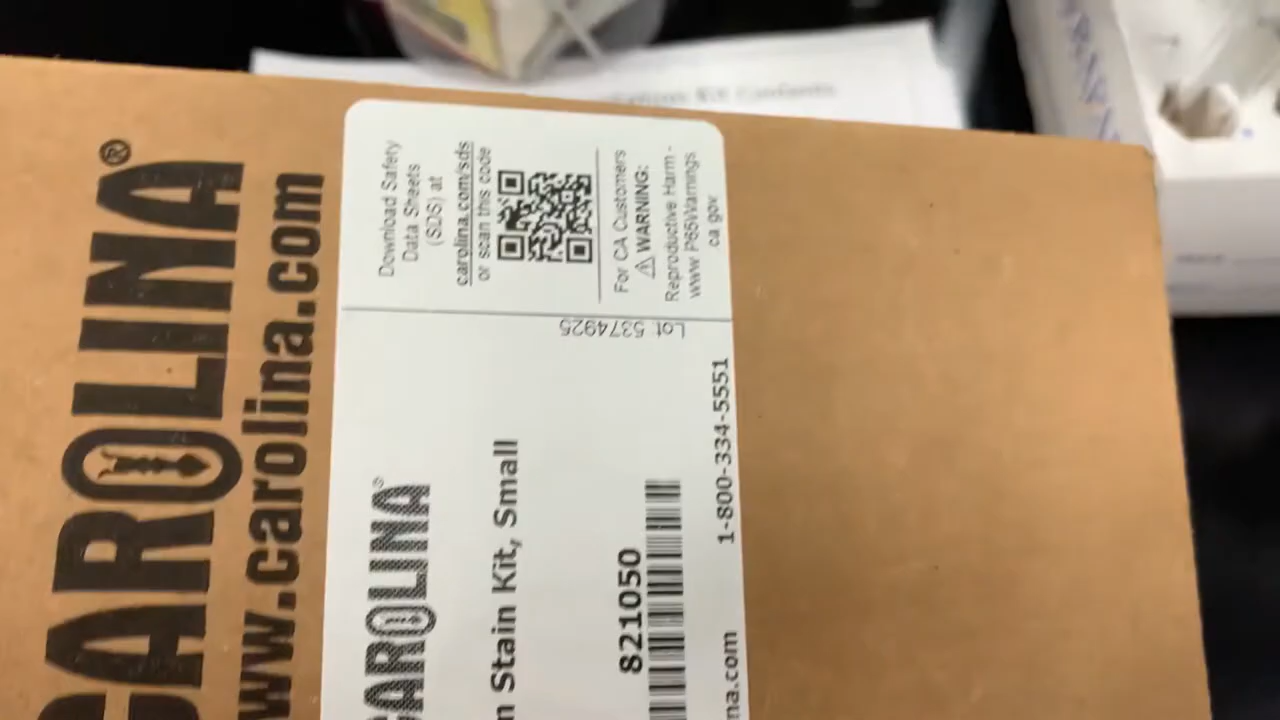 CAROLINA®
www.carolina.com
Download Safety
Data Sheets
(SDS) at
carolina.com/sds
or scan this code
For CA Customers
⚠ WARNING:
Reproductive Harm -
www P65Warnings
ca gov
Lot: 5374925
CAROLINA®
n Stain Kit, Small
821050
na.com 1-800-334-5551
Kit Contents